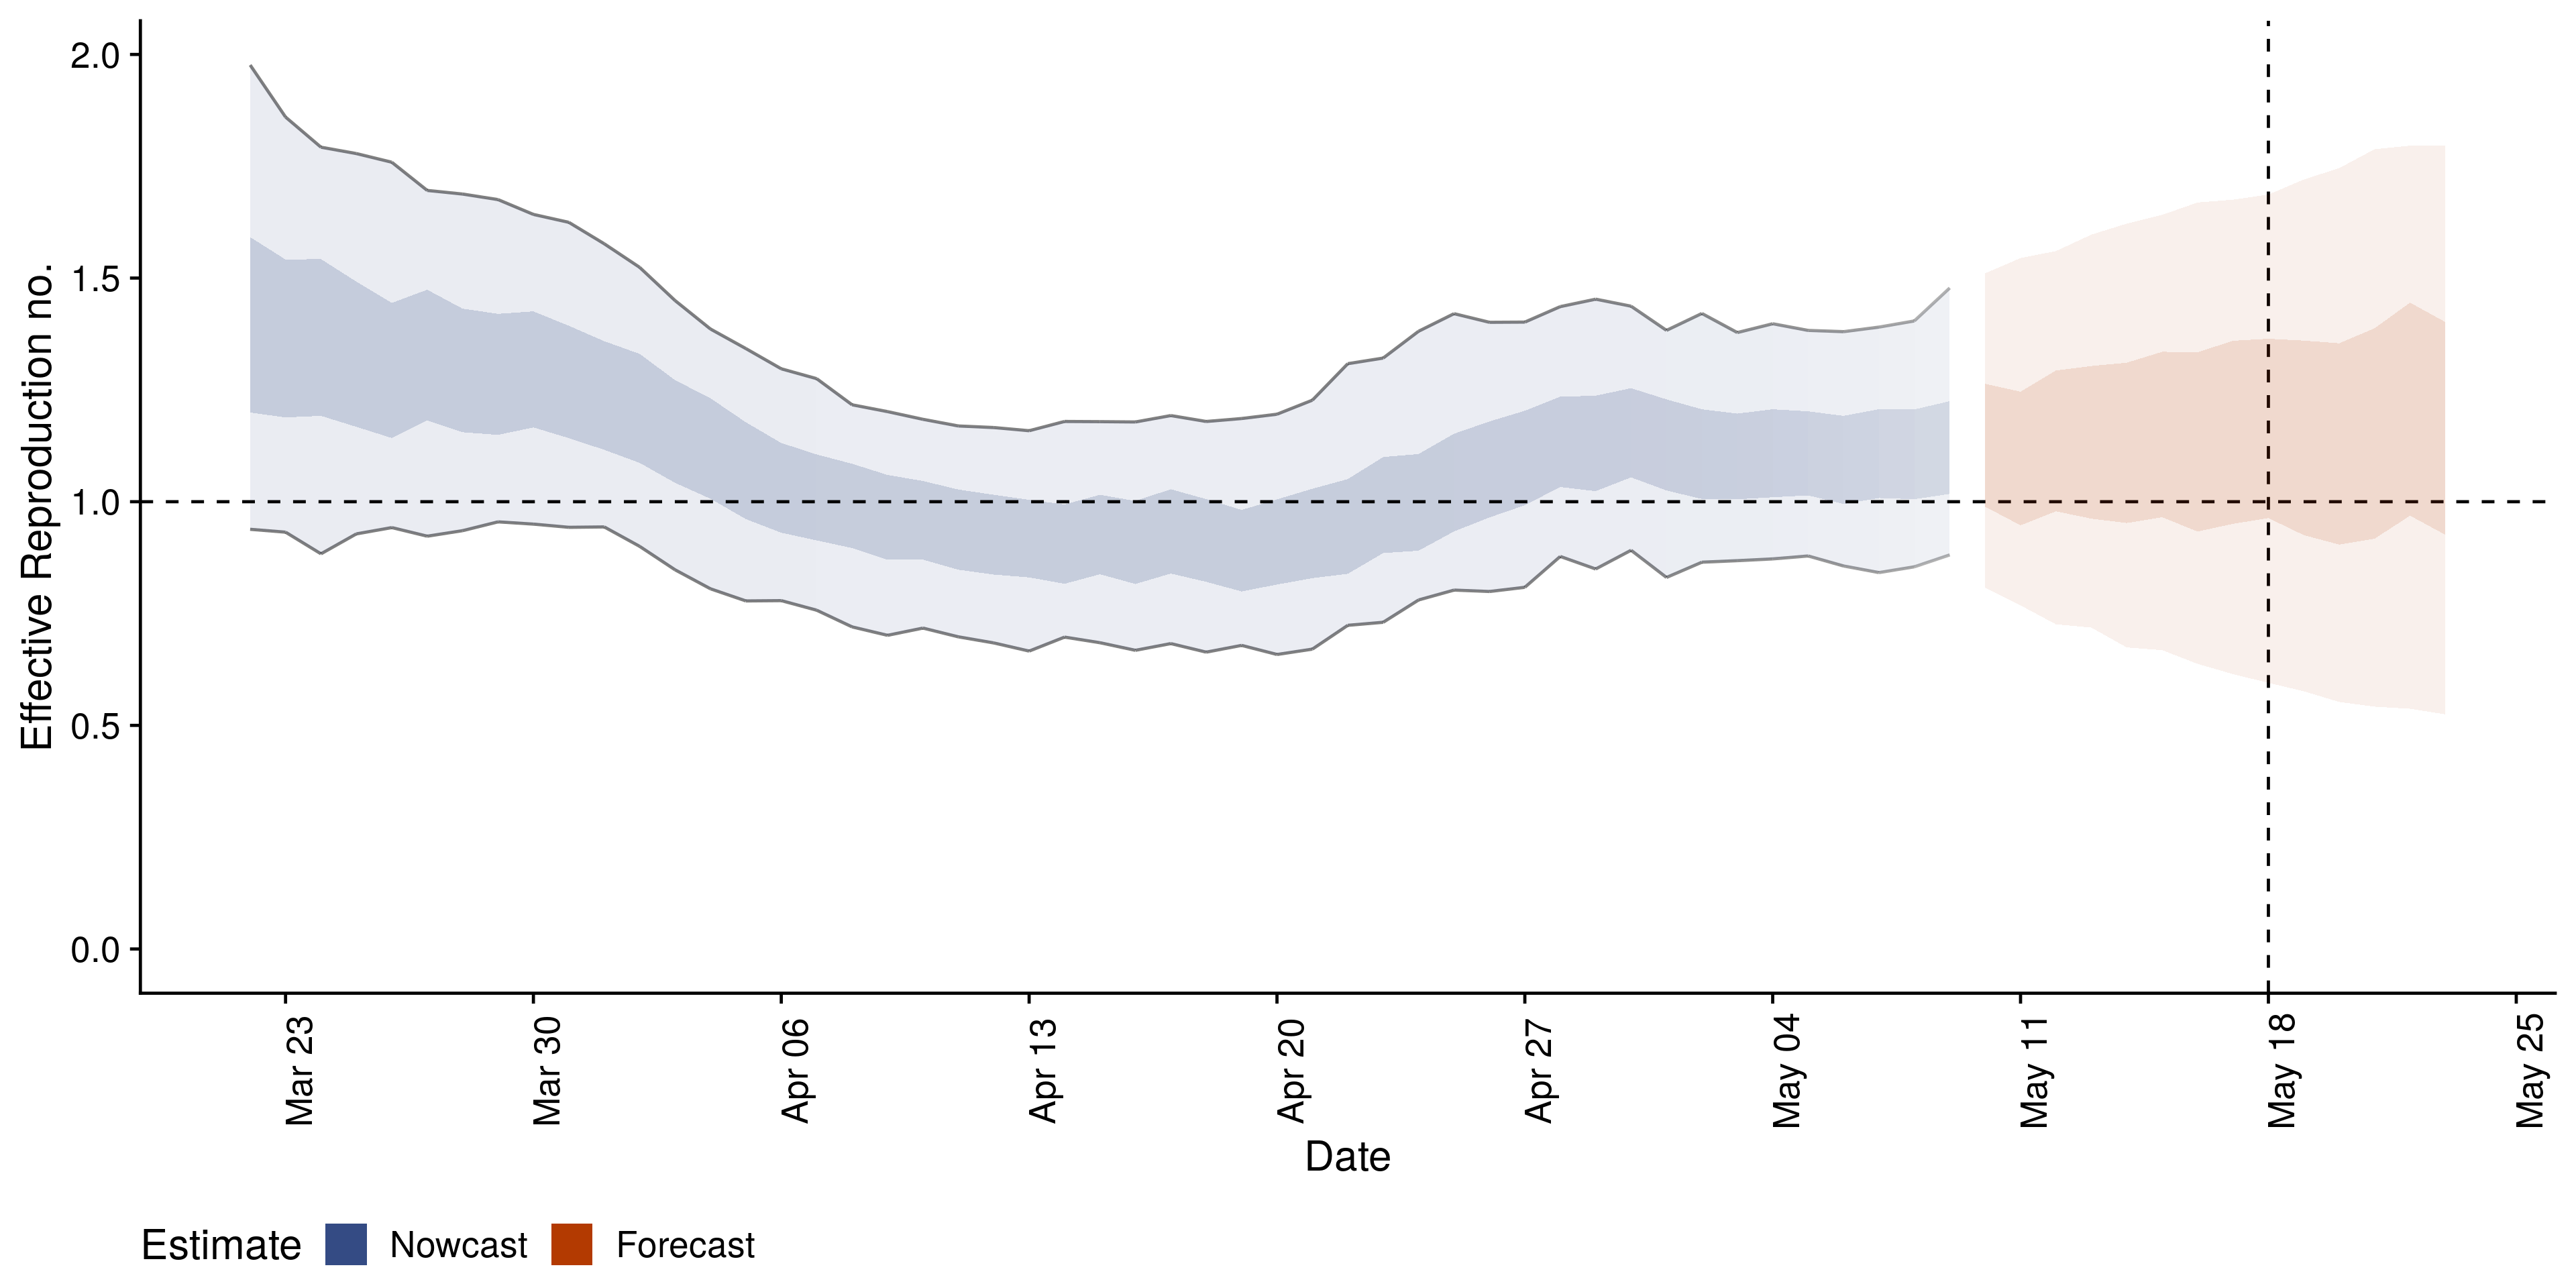 Effective Reproduction no.
2.0
1.5
1.0
0.5
0.0
Mar 23
Mar 30
Apr 06
Apr 13
Apr 20
Apr 27
May 04
May 11
May 18
May 25
Date
Estimate Nowcast Forecast